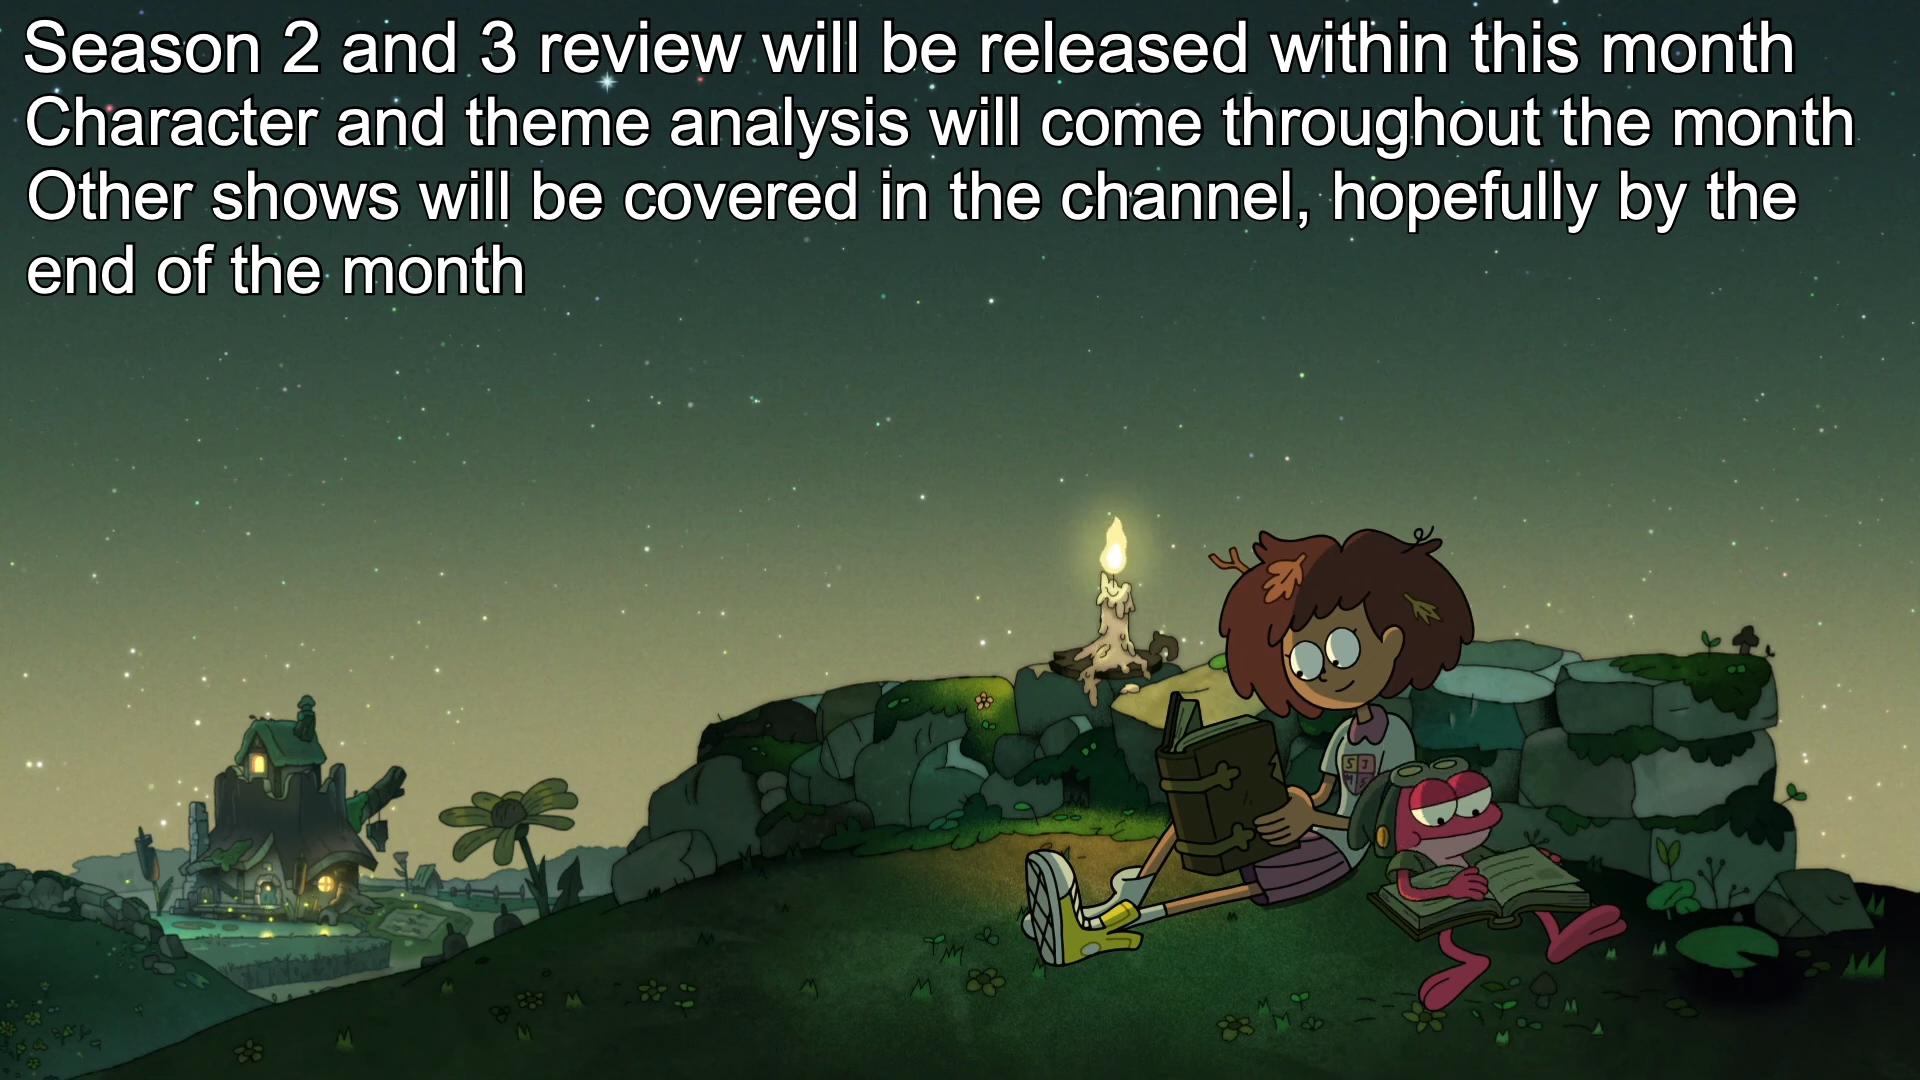 Season 2 and 3 review will be released within this month
Character and theme analysis will come throughout the month
Other shows will be covered in the channel, hopefully by the
end of the month
S J
M S